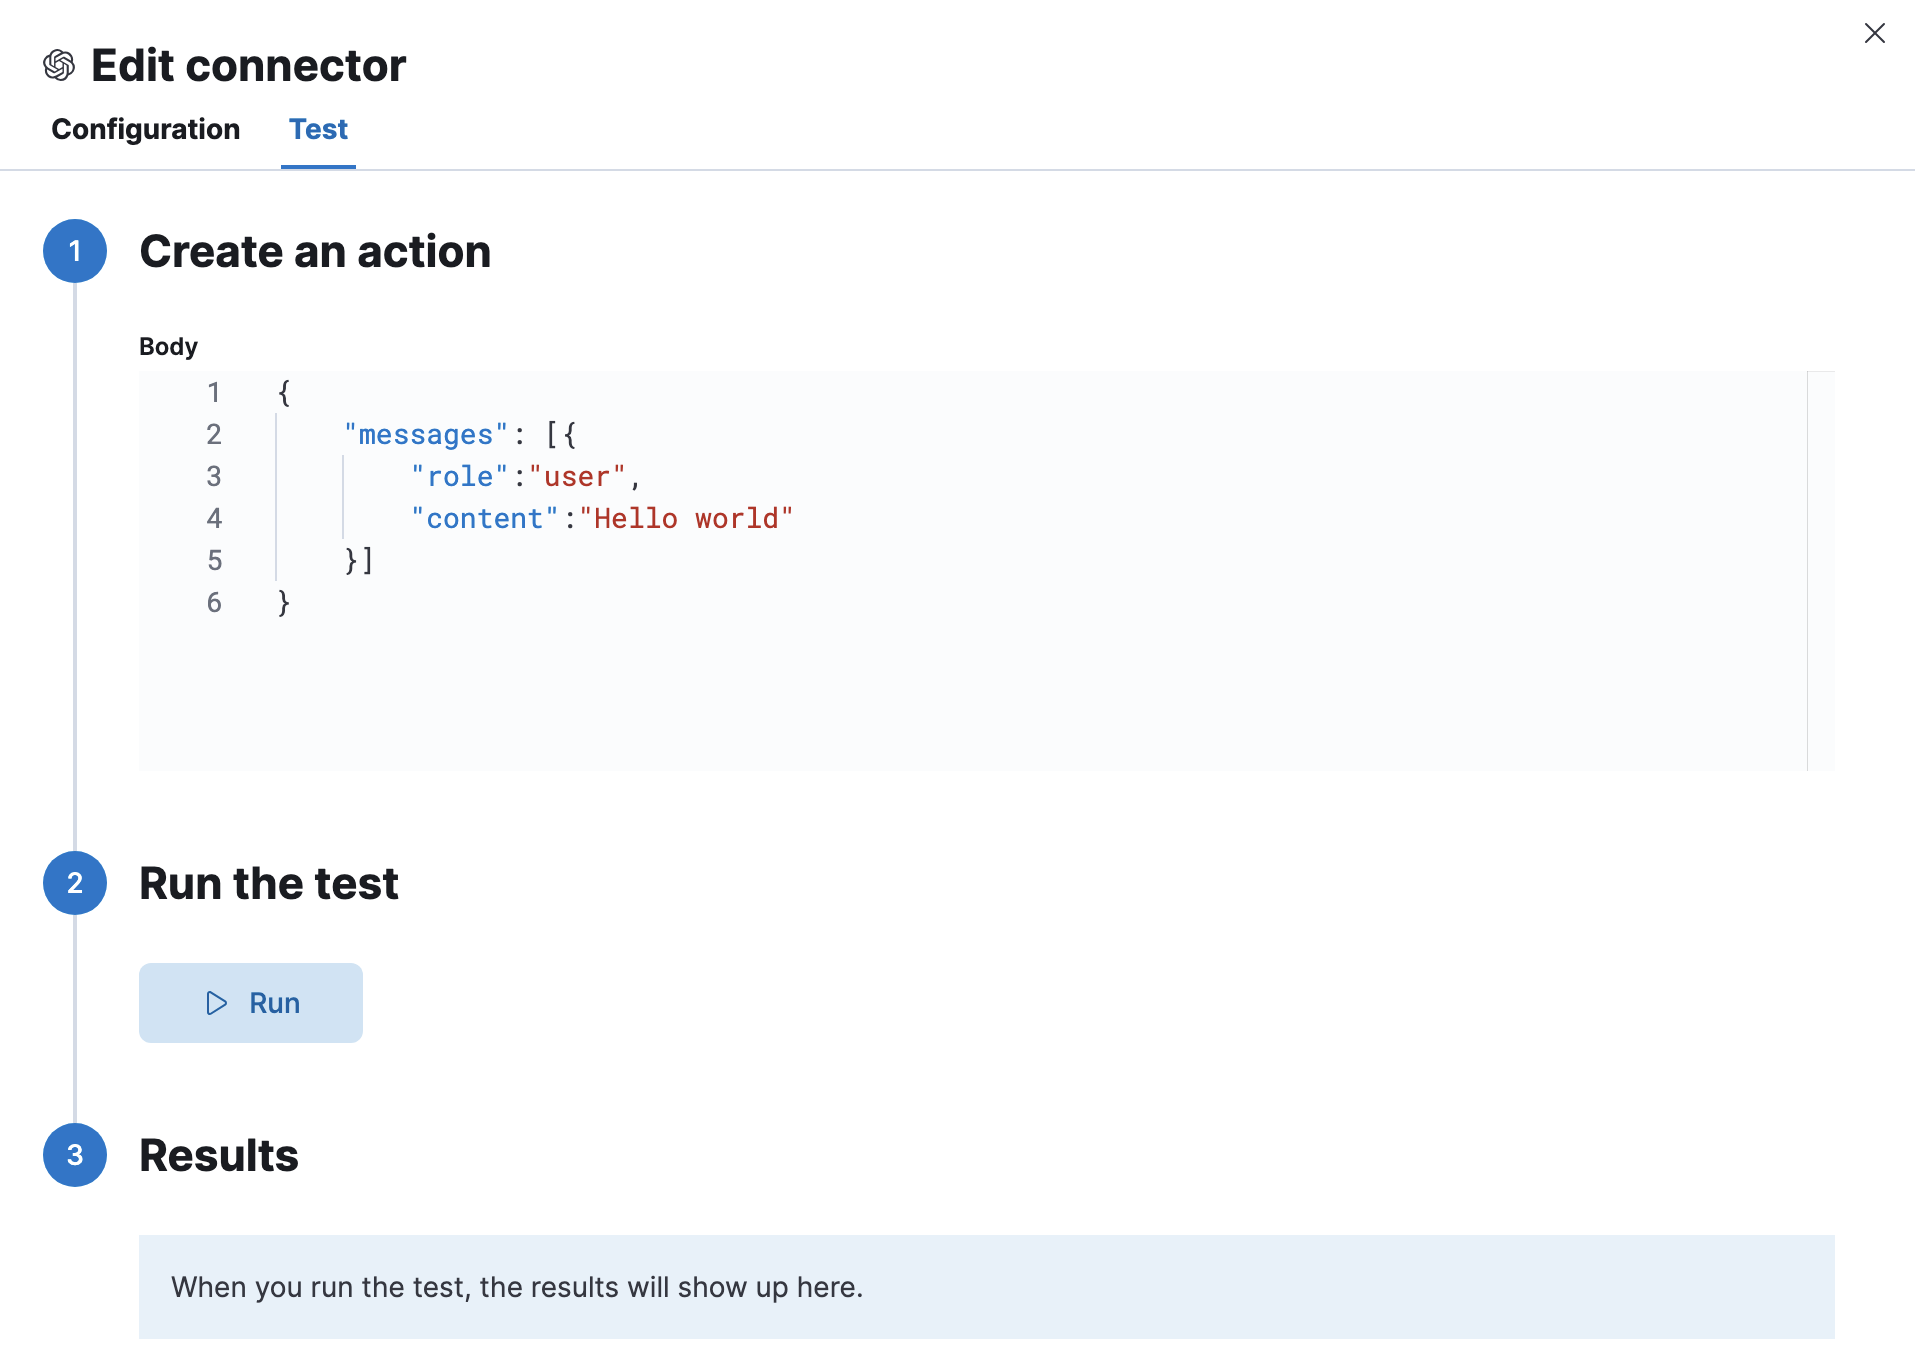 Edit connector
Configuration Test
1 Create an action
Body
1 {
2 "messages": [{
3 "role":"user",
4 "content":"Hello world"
5 }]
6 }
2 Run the test
Run
3 Results
When you run the test, the results will show up here.